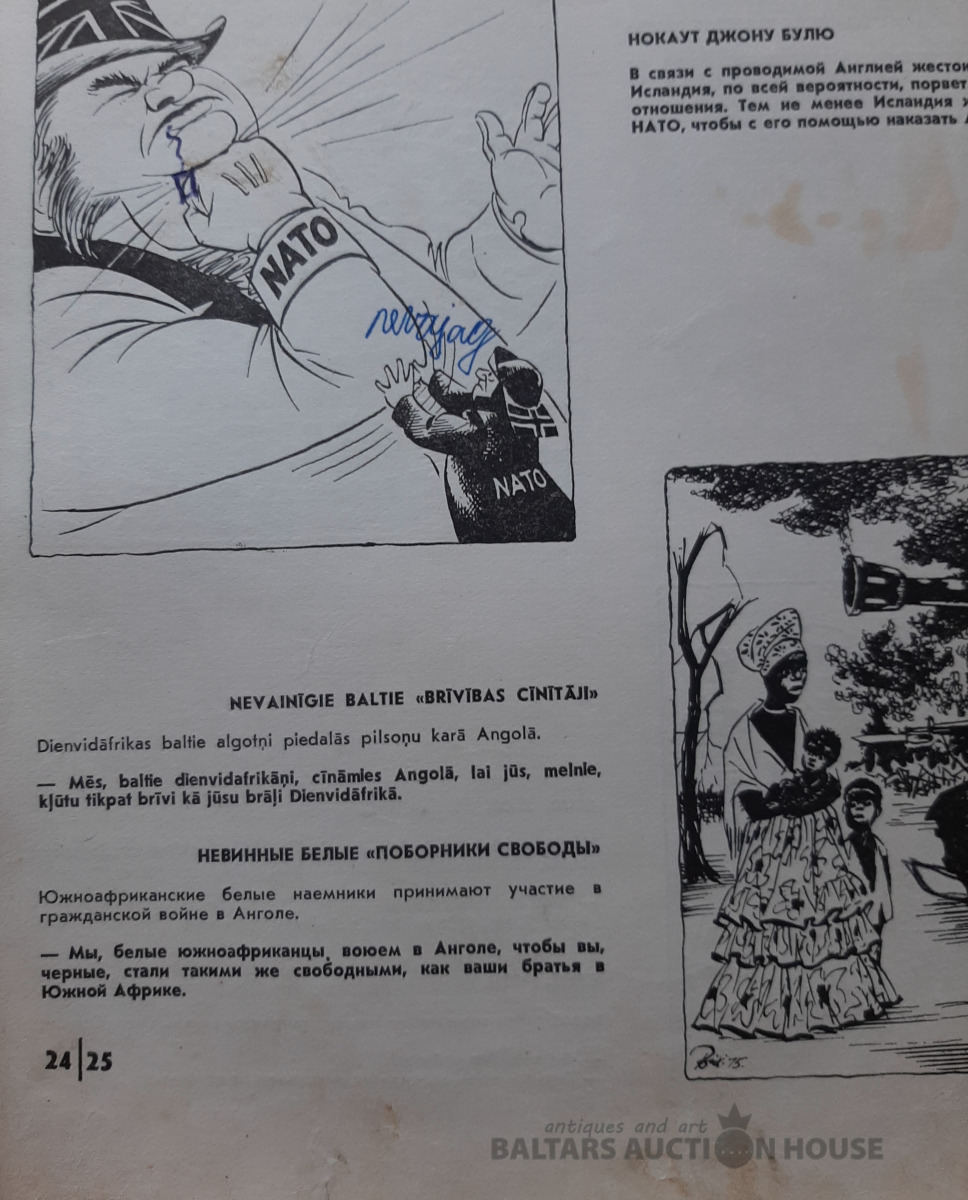 НОКАУТ ДЖОНУ БУЛЮ
В связи с проводимой Англией
Исландия, по всей вероятности, порвет
отношения. Тем не менее Исландия
НАТО, чтобы с его помощью наказать
NATO
nevajag
NATO
NEVAINĪGIE BALTIE «BRĪVĪBAS CĪNĪTĀJI»
Dienvidāfrikas baltie algotņi piedalās pilsoņu karā Angolā.
— Mēs, baltie dienvidafrikāņi, cīnāmies Angolā, lai jūs, melnie,
kļūtu tikpat brīvi kā jūsu brāļi Dienvidāfrikā.
НЕВИННЫЕ БЕЛЫЕ «ПОБОРНИКИ СВОБОДЫ»
Южноафриканские белые наемники принимают участие в
гражданской войне в Анголе.
— Мы, белые южноафриканцы, воюем в Анголе, чтобы вы,
черные, стали такими же свободными, как ваши братья в
Южной Африке.
24|25
antiques and art
BALTARS AUCTION HOUSE